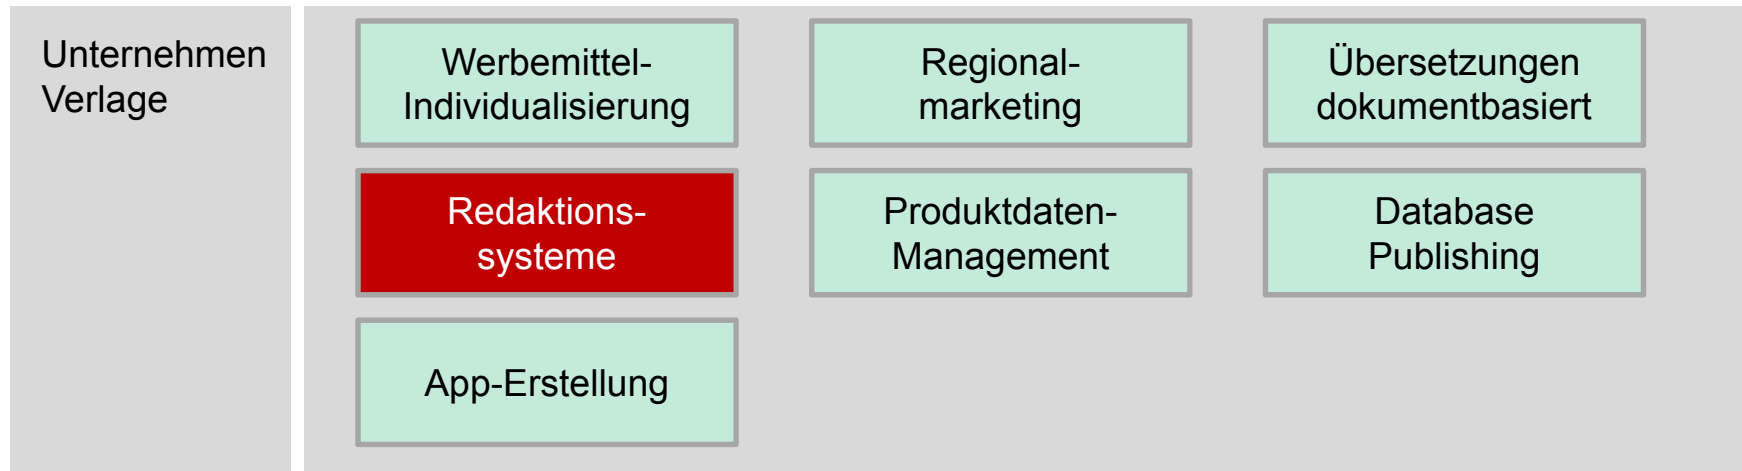 Unternehmen
Verlage
Werbemittel-
Individualisierung
Regional-
marketing
Übersetzungen
dokumentbasiert
Redaktions-
systeme
Produktdaten-
Management
Database
Publishing
App-Erstellung